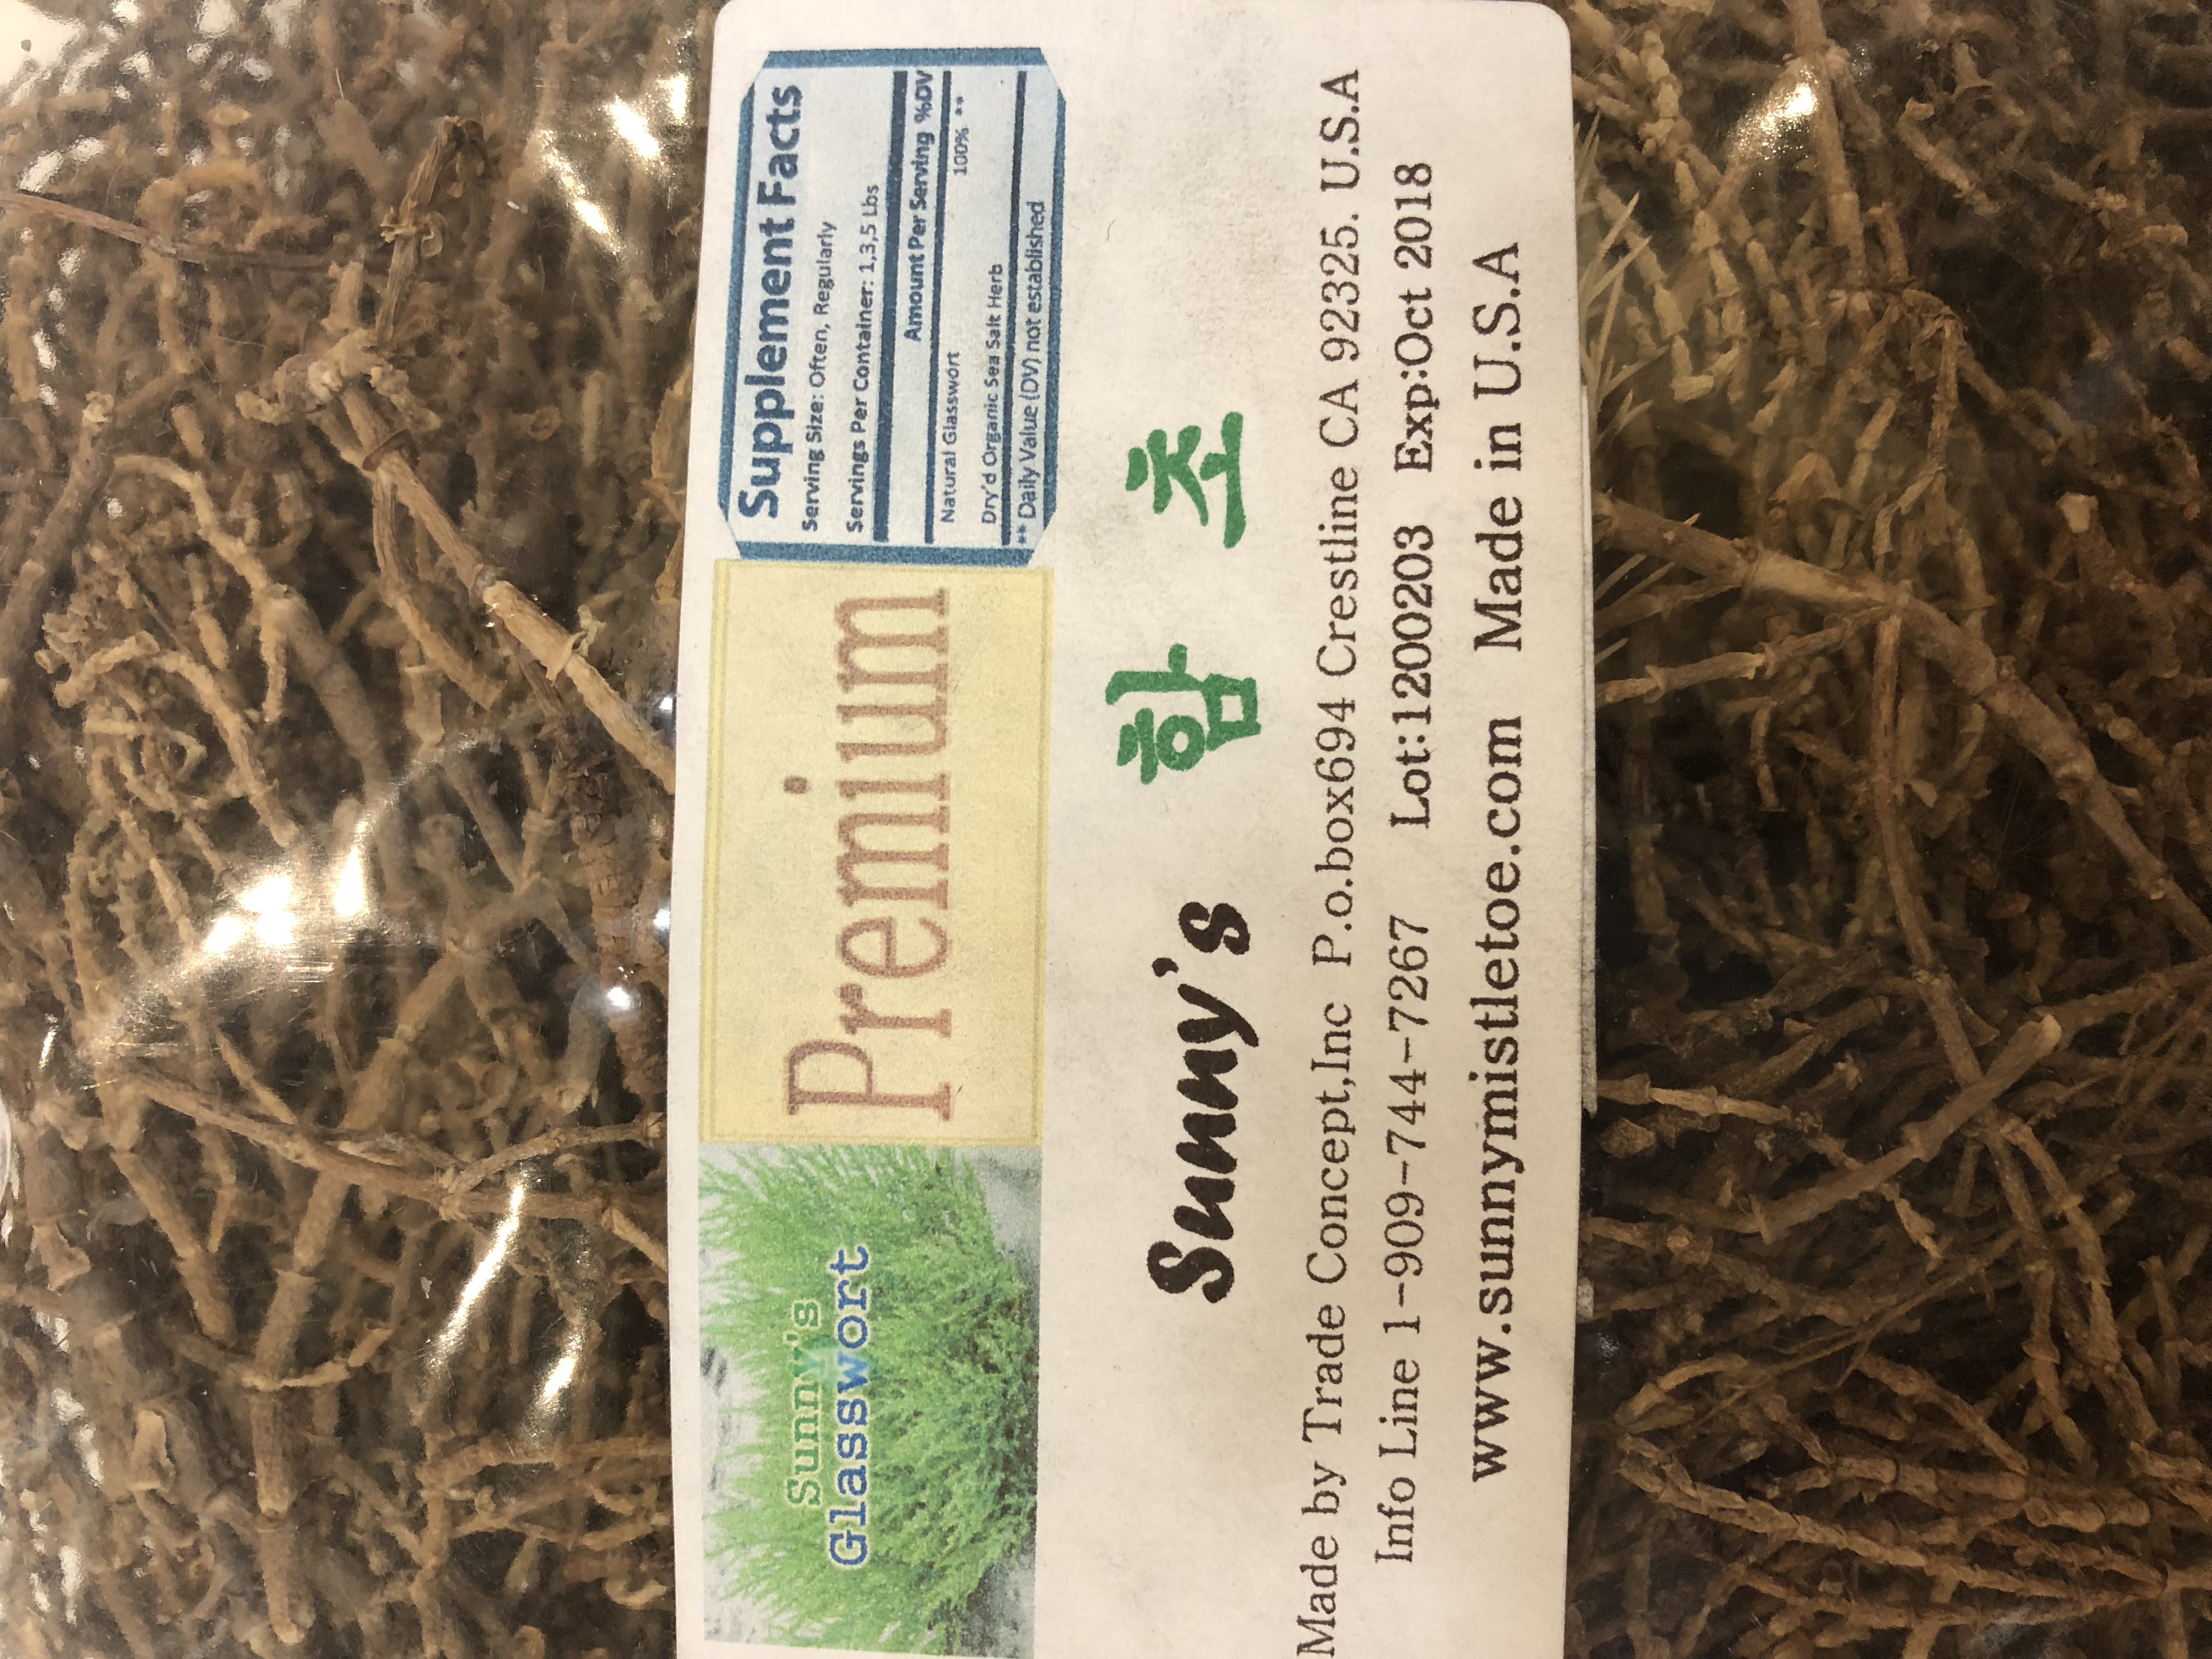 Sunny's
Glasswort
Premium
Supplement Facts
Serving Size: Often, Regularly
Servings Per Container: 1,3,5 Lbs
Amount Per Serving %DV
Natural Glasswort 100% **
Dry'd Organic Sea Salt Herb
** Daily Value (DV) not established
Sunny's 함 초
Made by Trade Concept,Inc P.o.box694 Crestline CA 92325. U.S.A
Info Line 1-909-744-7267 Lot:1200203 Exp:Oct 2018
www.sunnymistletoe.com Made in U.S.A